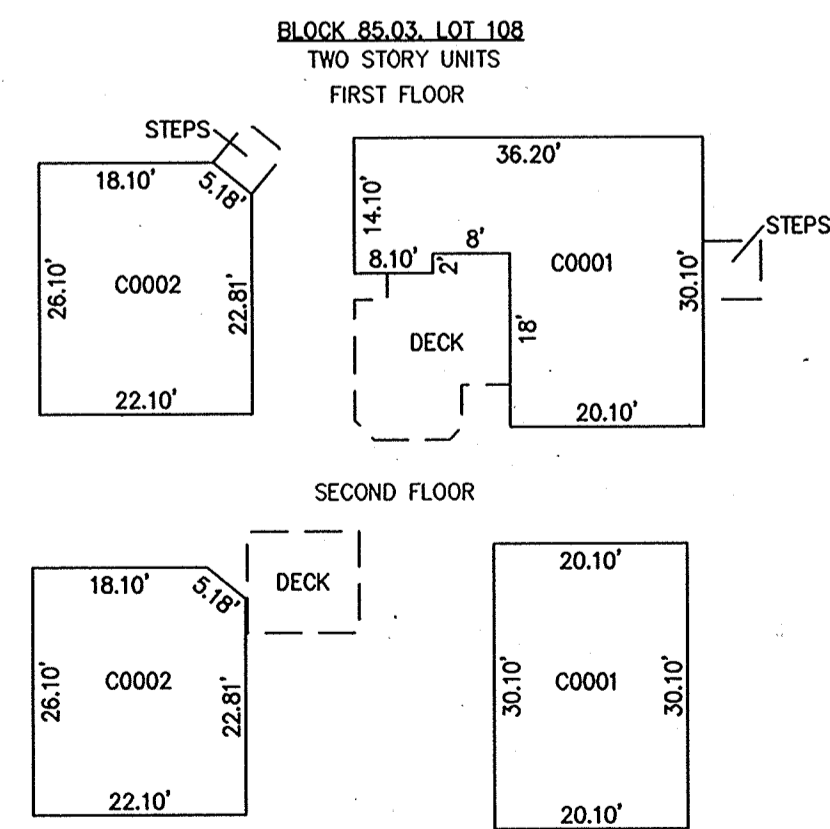 BLOCK 85.03, LOT 108
TWO STORY UNITS
FIRST FLOOR
STEPS
18.10'
5.18'
26.10'
C0002
22.81'
22.10'
36.20'
14.10'
8.10'
2'
8'
C0001
30.10'
STEPS
DECK
18'
20.10'
SECOND FLOOR
18.10'
5.18'
DECK
26.10'
C0002
22.81'
22.10'
20.10'
30.10'
C0001
30.10'
20.10'